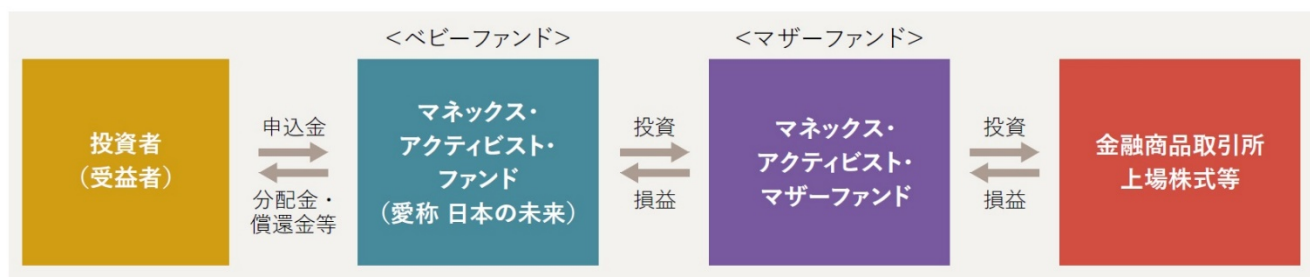 <ベビーファンド>
<マザーファンド>
投資者
（受益者）
申込金
分配金・
償還金等
マネックス・
アクティビスト・
ファンド
（愛称 日本の未来）
投資
損益
マネックス・
アクティビスト・
マザーファンド
投資
損益
金融商品取引所
上場株式等